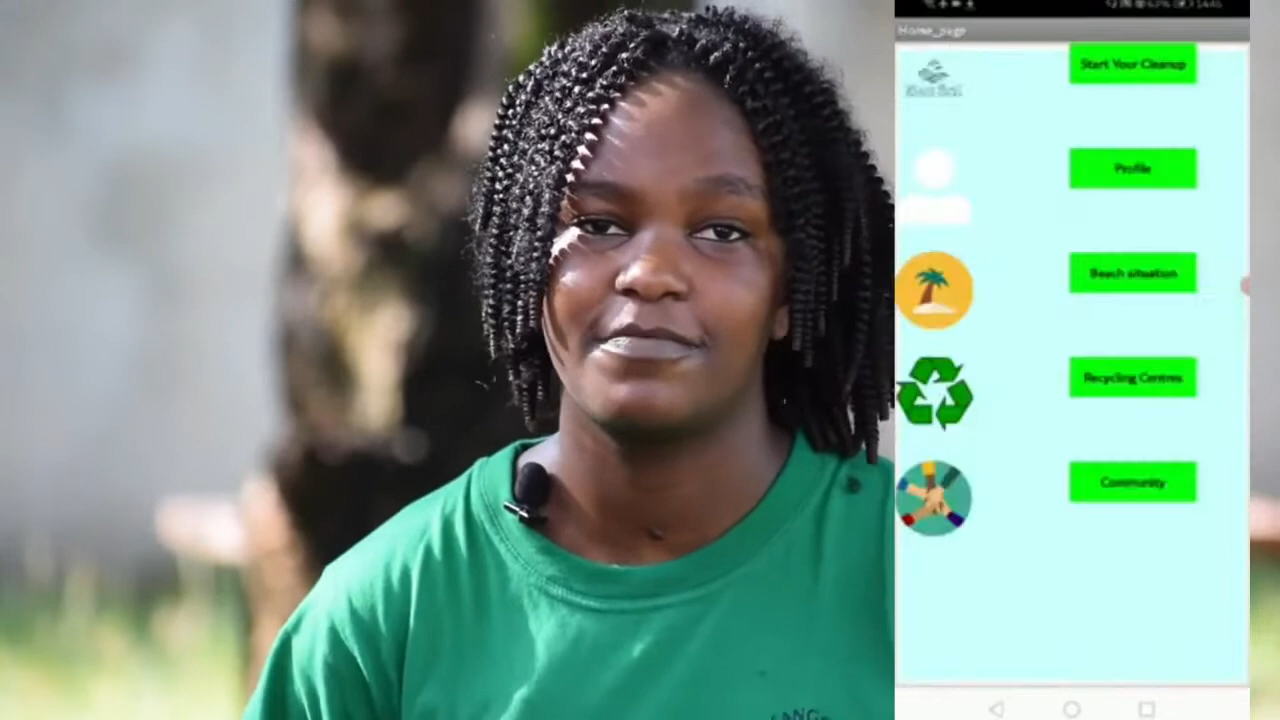 Home_page
Start Your Cleanup
Profile
Beach situation
Recycling Centres
Community